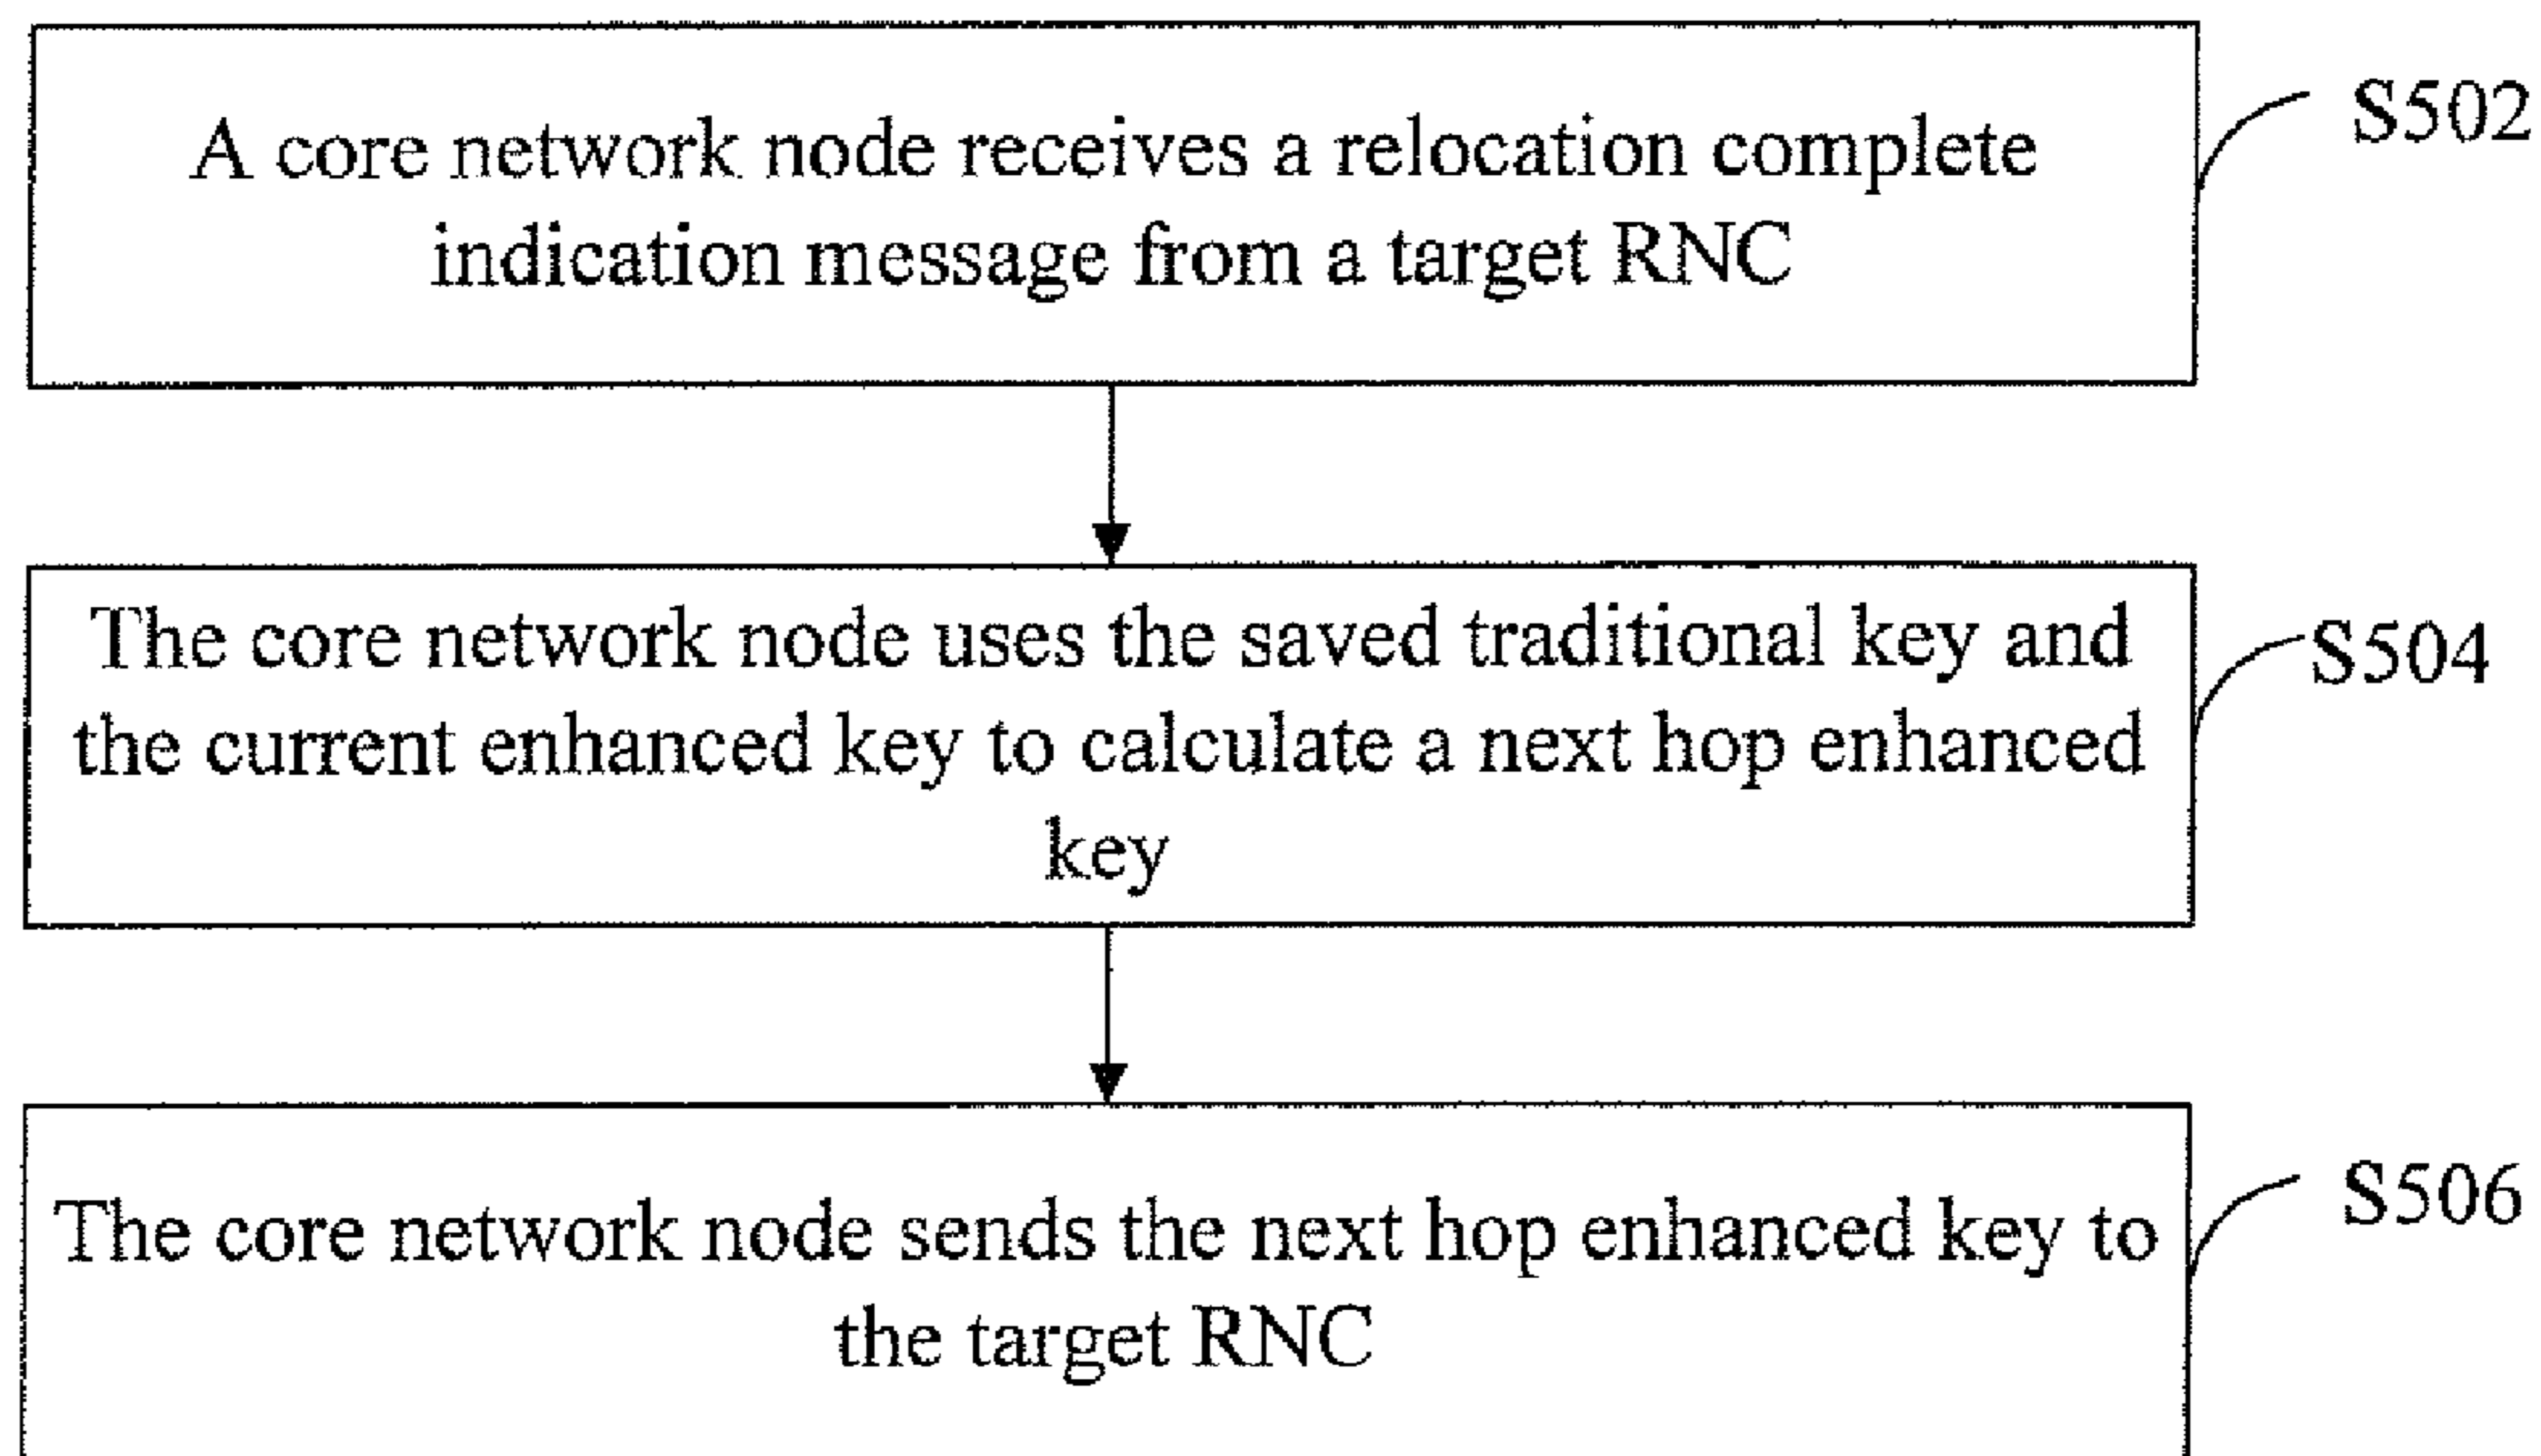 A core network node receives a relocation complete
indication message from a target RNC
S502
The core network node uses the saved traditional key and
the current enhanced key to calculate a next hop enhanced
key
S504
The core network node sends the next hop enhanced key to
the target RNC
S506